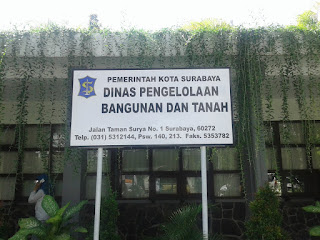 PEMERINTAH KOTA SURABAYA
DINAS PENGELOLAAN
BANGUNAN DAN TANAH
Jalan Taman Surya No. 1 Surabaya, 60272
Telp. (031) 5312144, Psw. 140, 213. Faks. 5353782